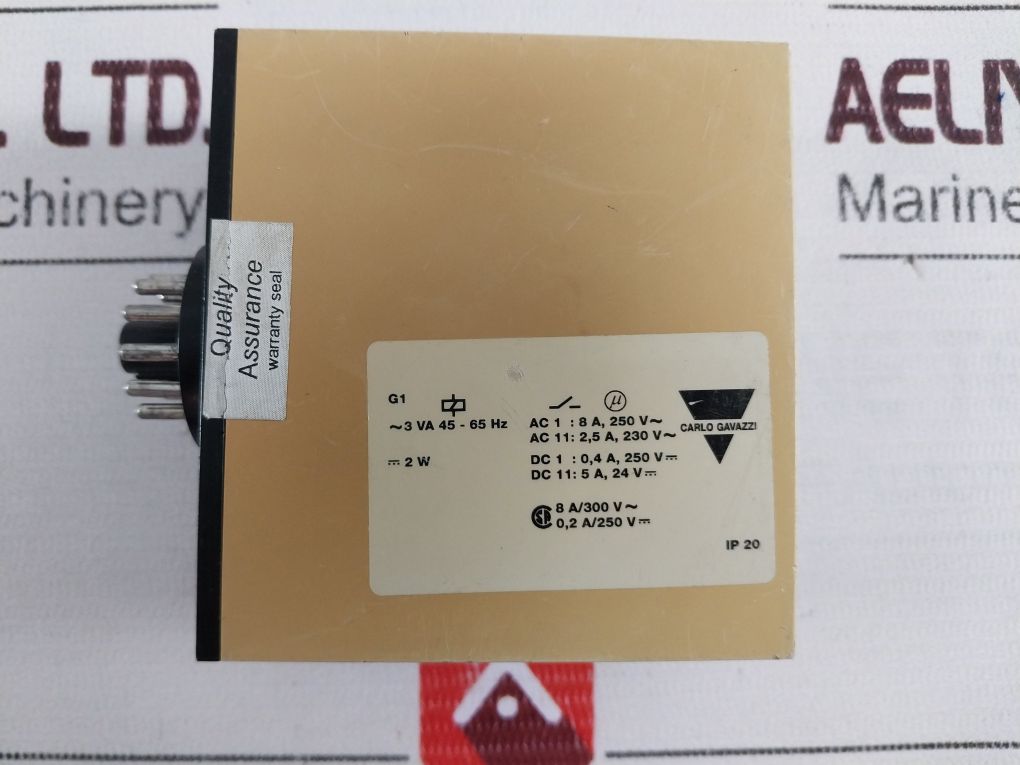 LTD.
chinery
AELIY
Marine
Quality
Assurance
warranty seal
G1
~3 VA 45 - 65 Hz
⎓ 2 W
µ
AC 1 : 8 A, 250 V~
AC 11: 2,5 A, 230 V~
DC 1 : 0,4 A, 250 V⎓
DC 11: 5 A, 24 V⎓
SP 8 A/300 V~
0,2 A/250 V⎓
CARLO GAVAZZI
IP 20